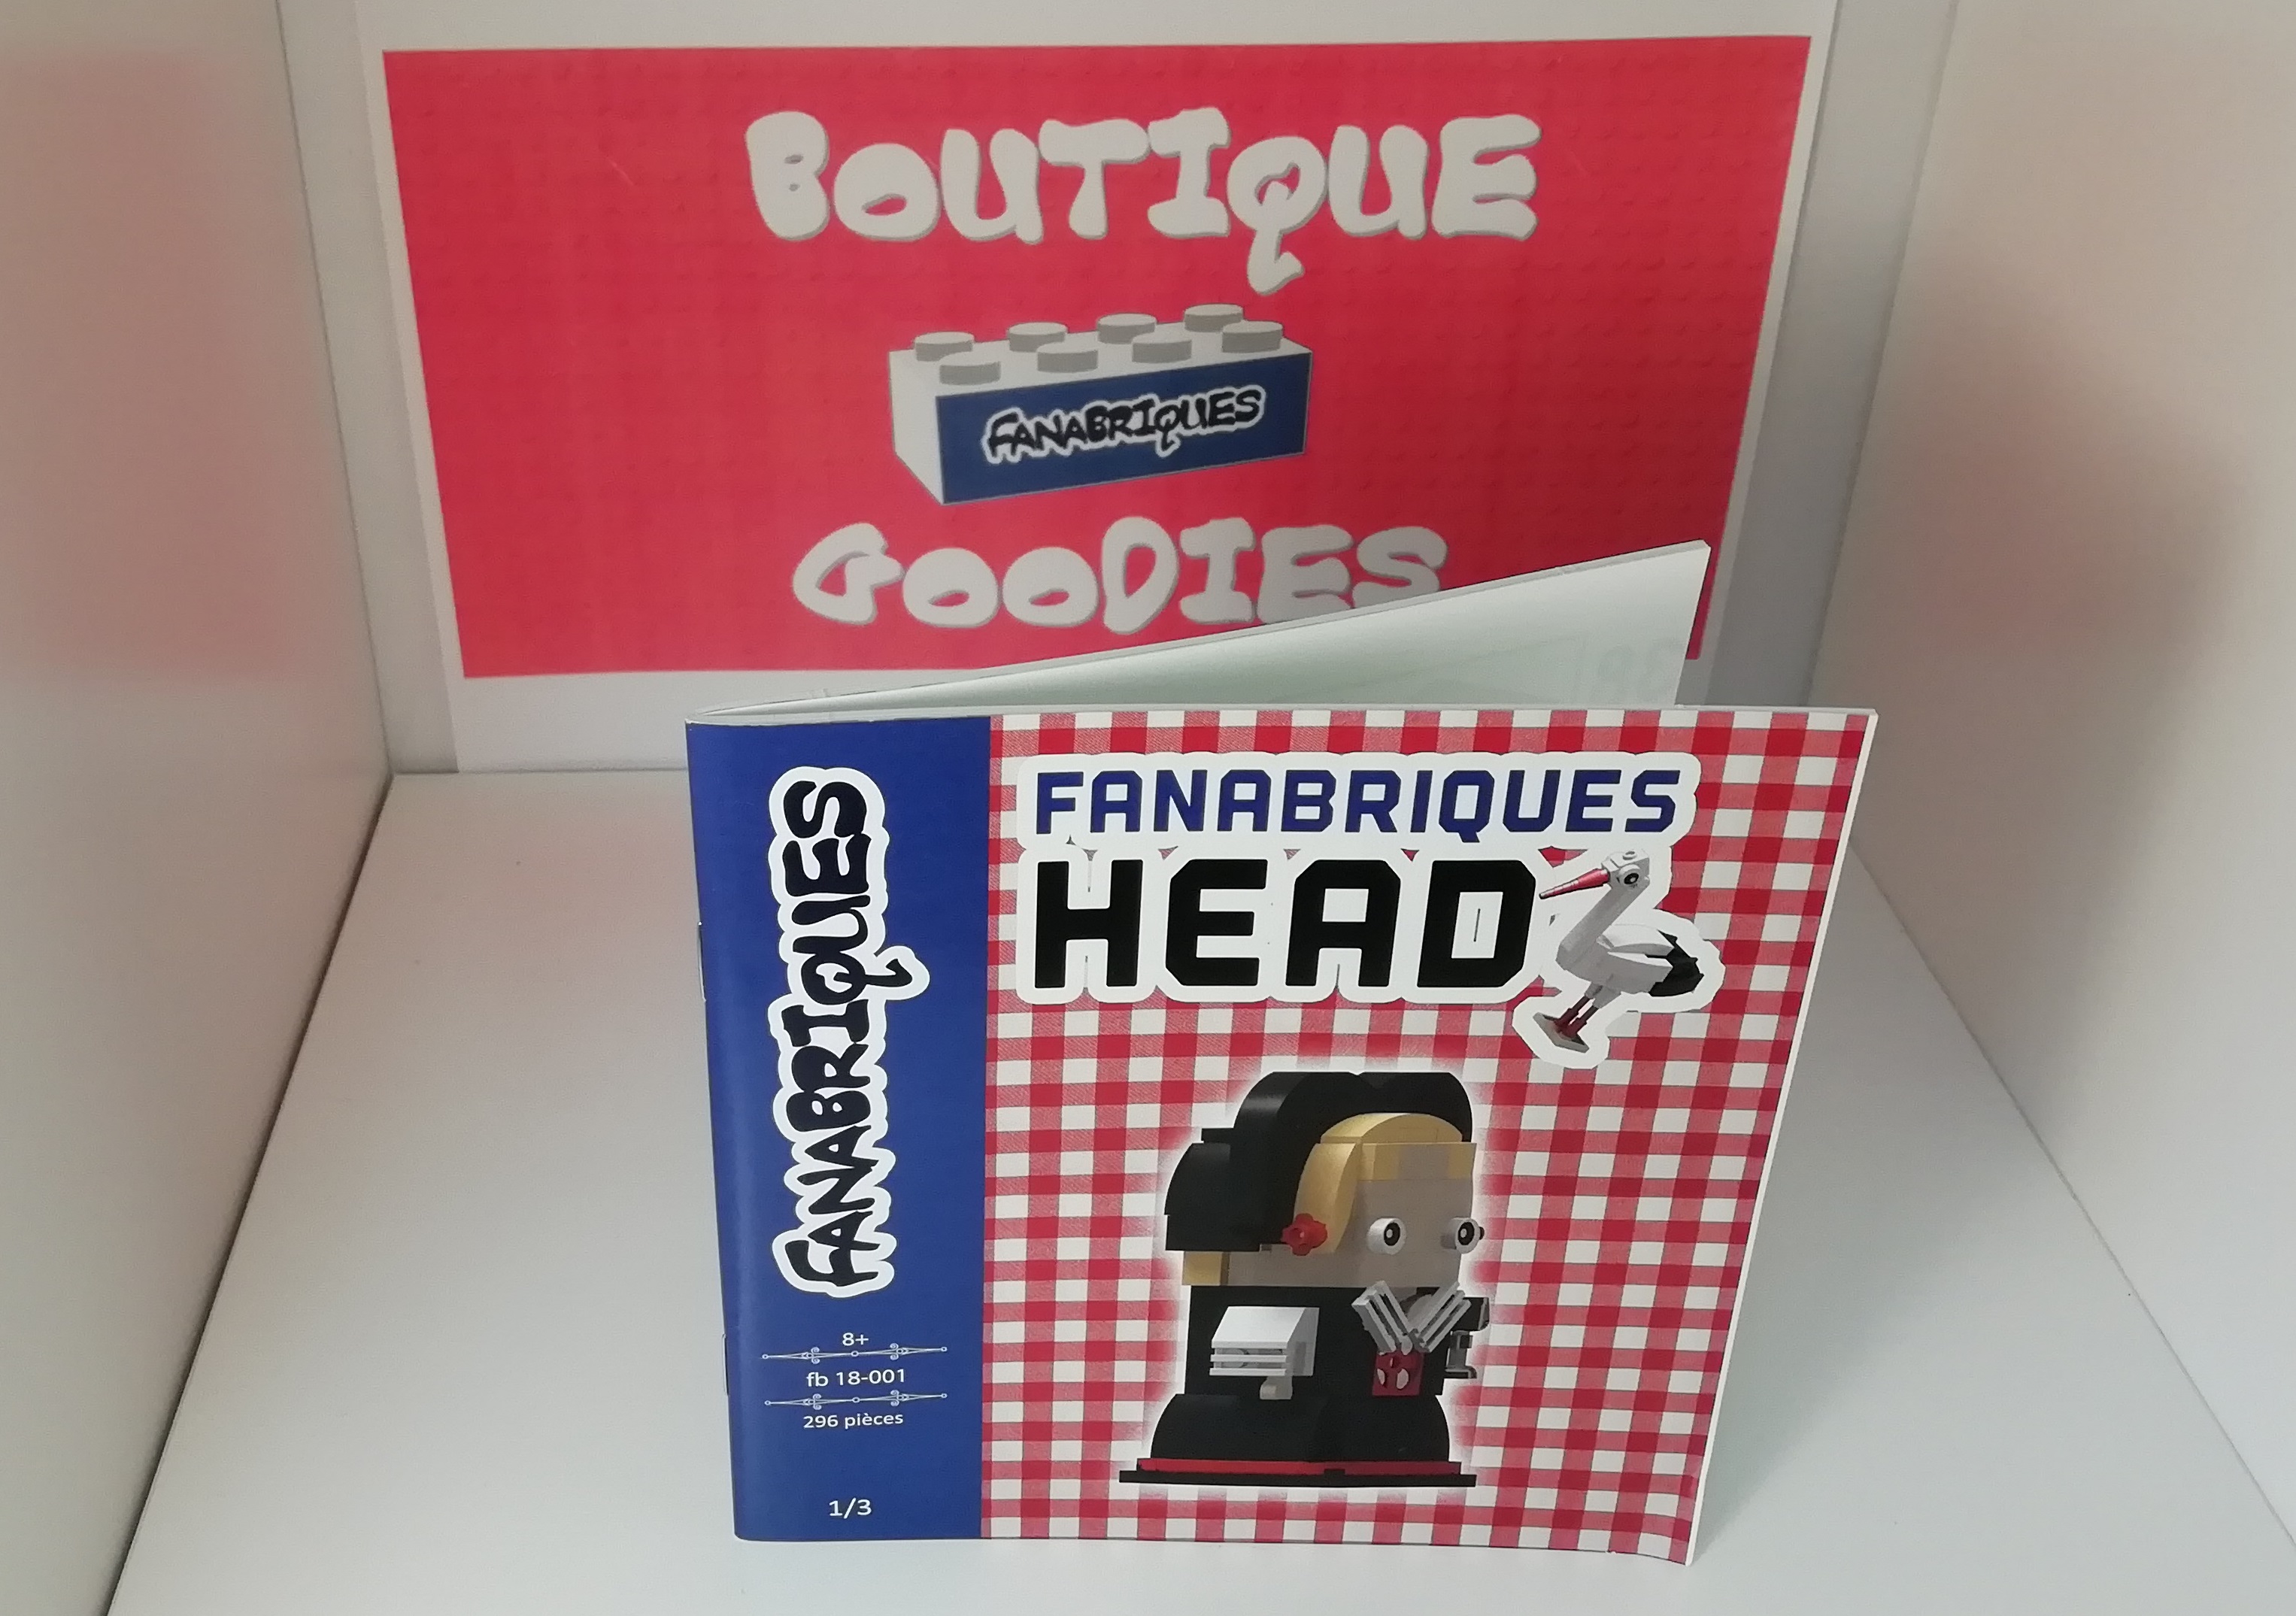 BOUTIQUE
FANABRIQUES
GOODIES
FANABRIQUES
8+
fb 18-001
296 pièces
1/3
FANABRIQUES
HEAD